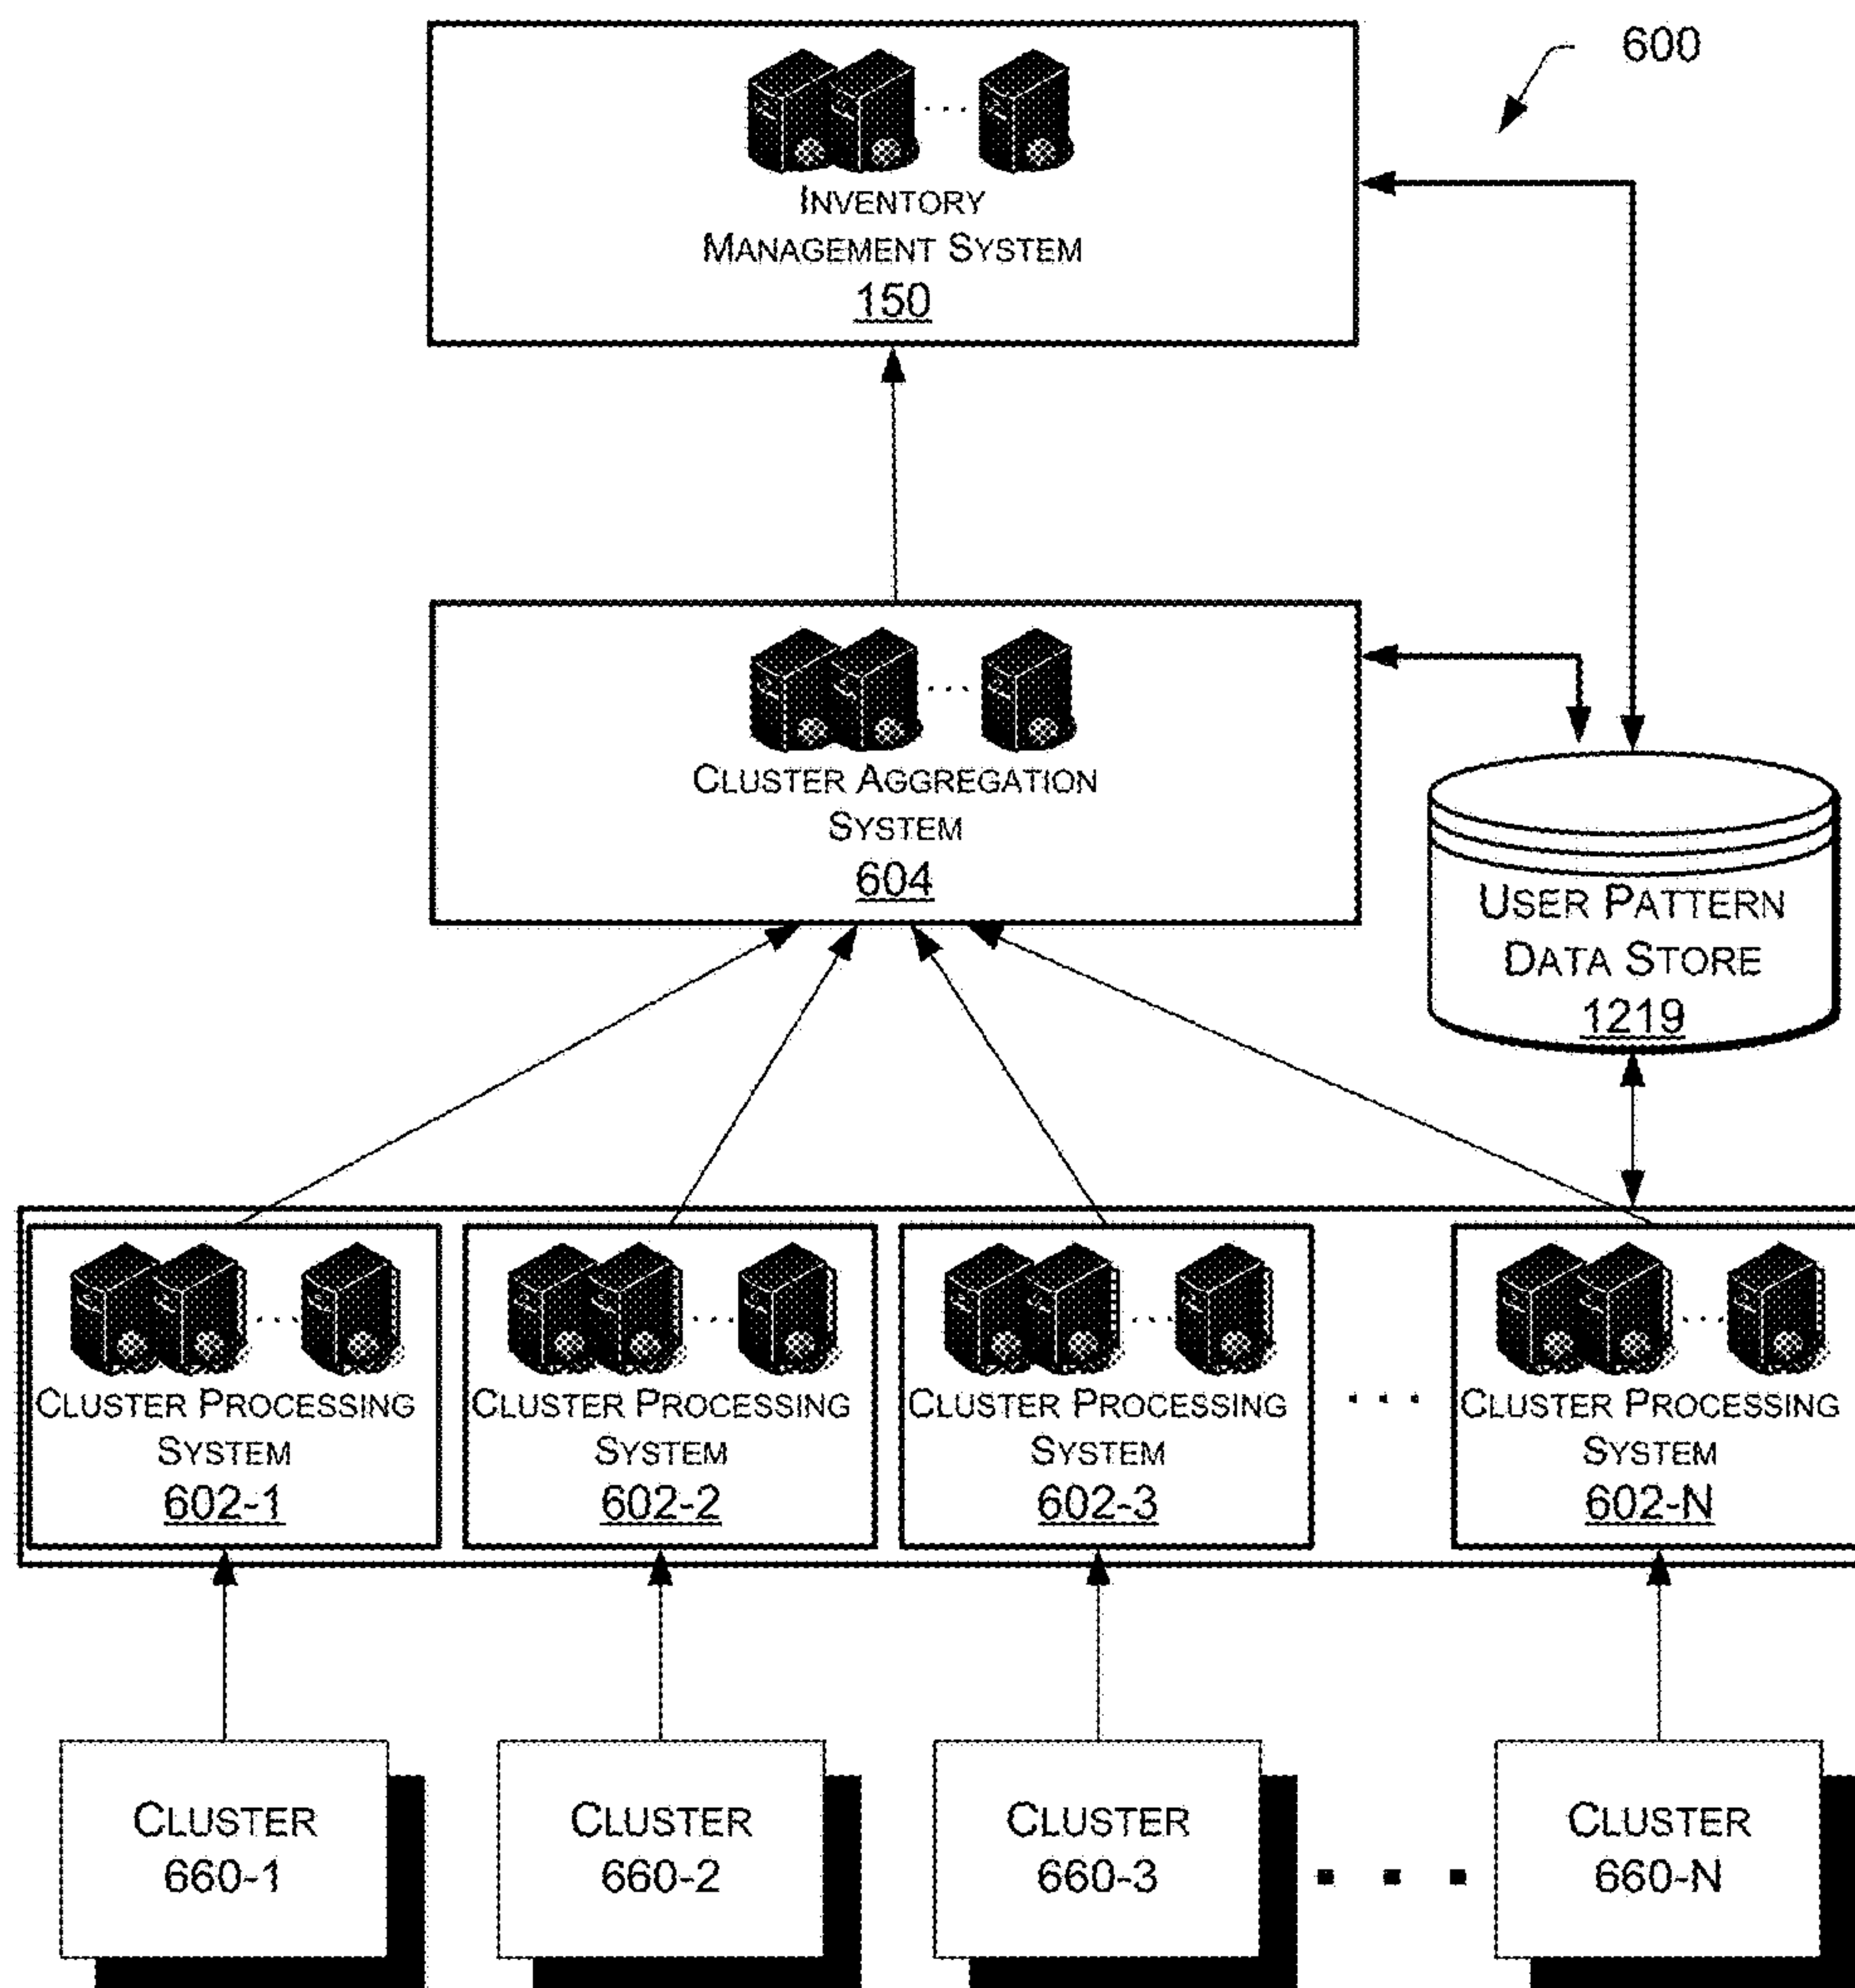 600
INVENTORY
MANAGEMENT SYSTEM
150
CLUSTER AGGREGATION
SYSTEM
604
USER PATTERN
DATA STORE
1219
CLUSTER PROCESSING
SYSTEM
602-1
CLUSTER PROCESSING
SYSTEM
602-2
CLUSTER PROCESSING
SYSTEM
602-3
CLUSTER PROCESSING
SYSTEM
602-N
CLUSTER
660-1
CLUSTER
660-2
CLUSTER
660-3
CLUSTER
660-N